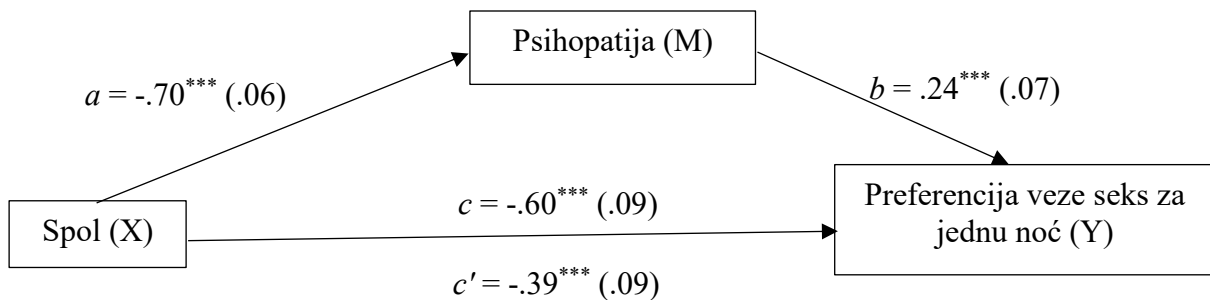 Psihopatija (M)
a = -.70*** (.06)
b = .24*** (.07)
Spol (X)
c = -.60*** (.09)
Preferencija veze seks za
jednu noć (Y)
c' = -.39*** (.09)